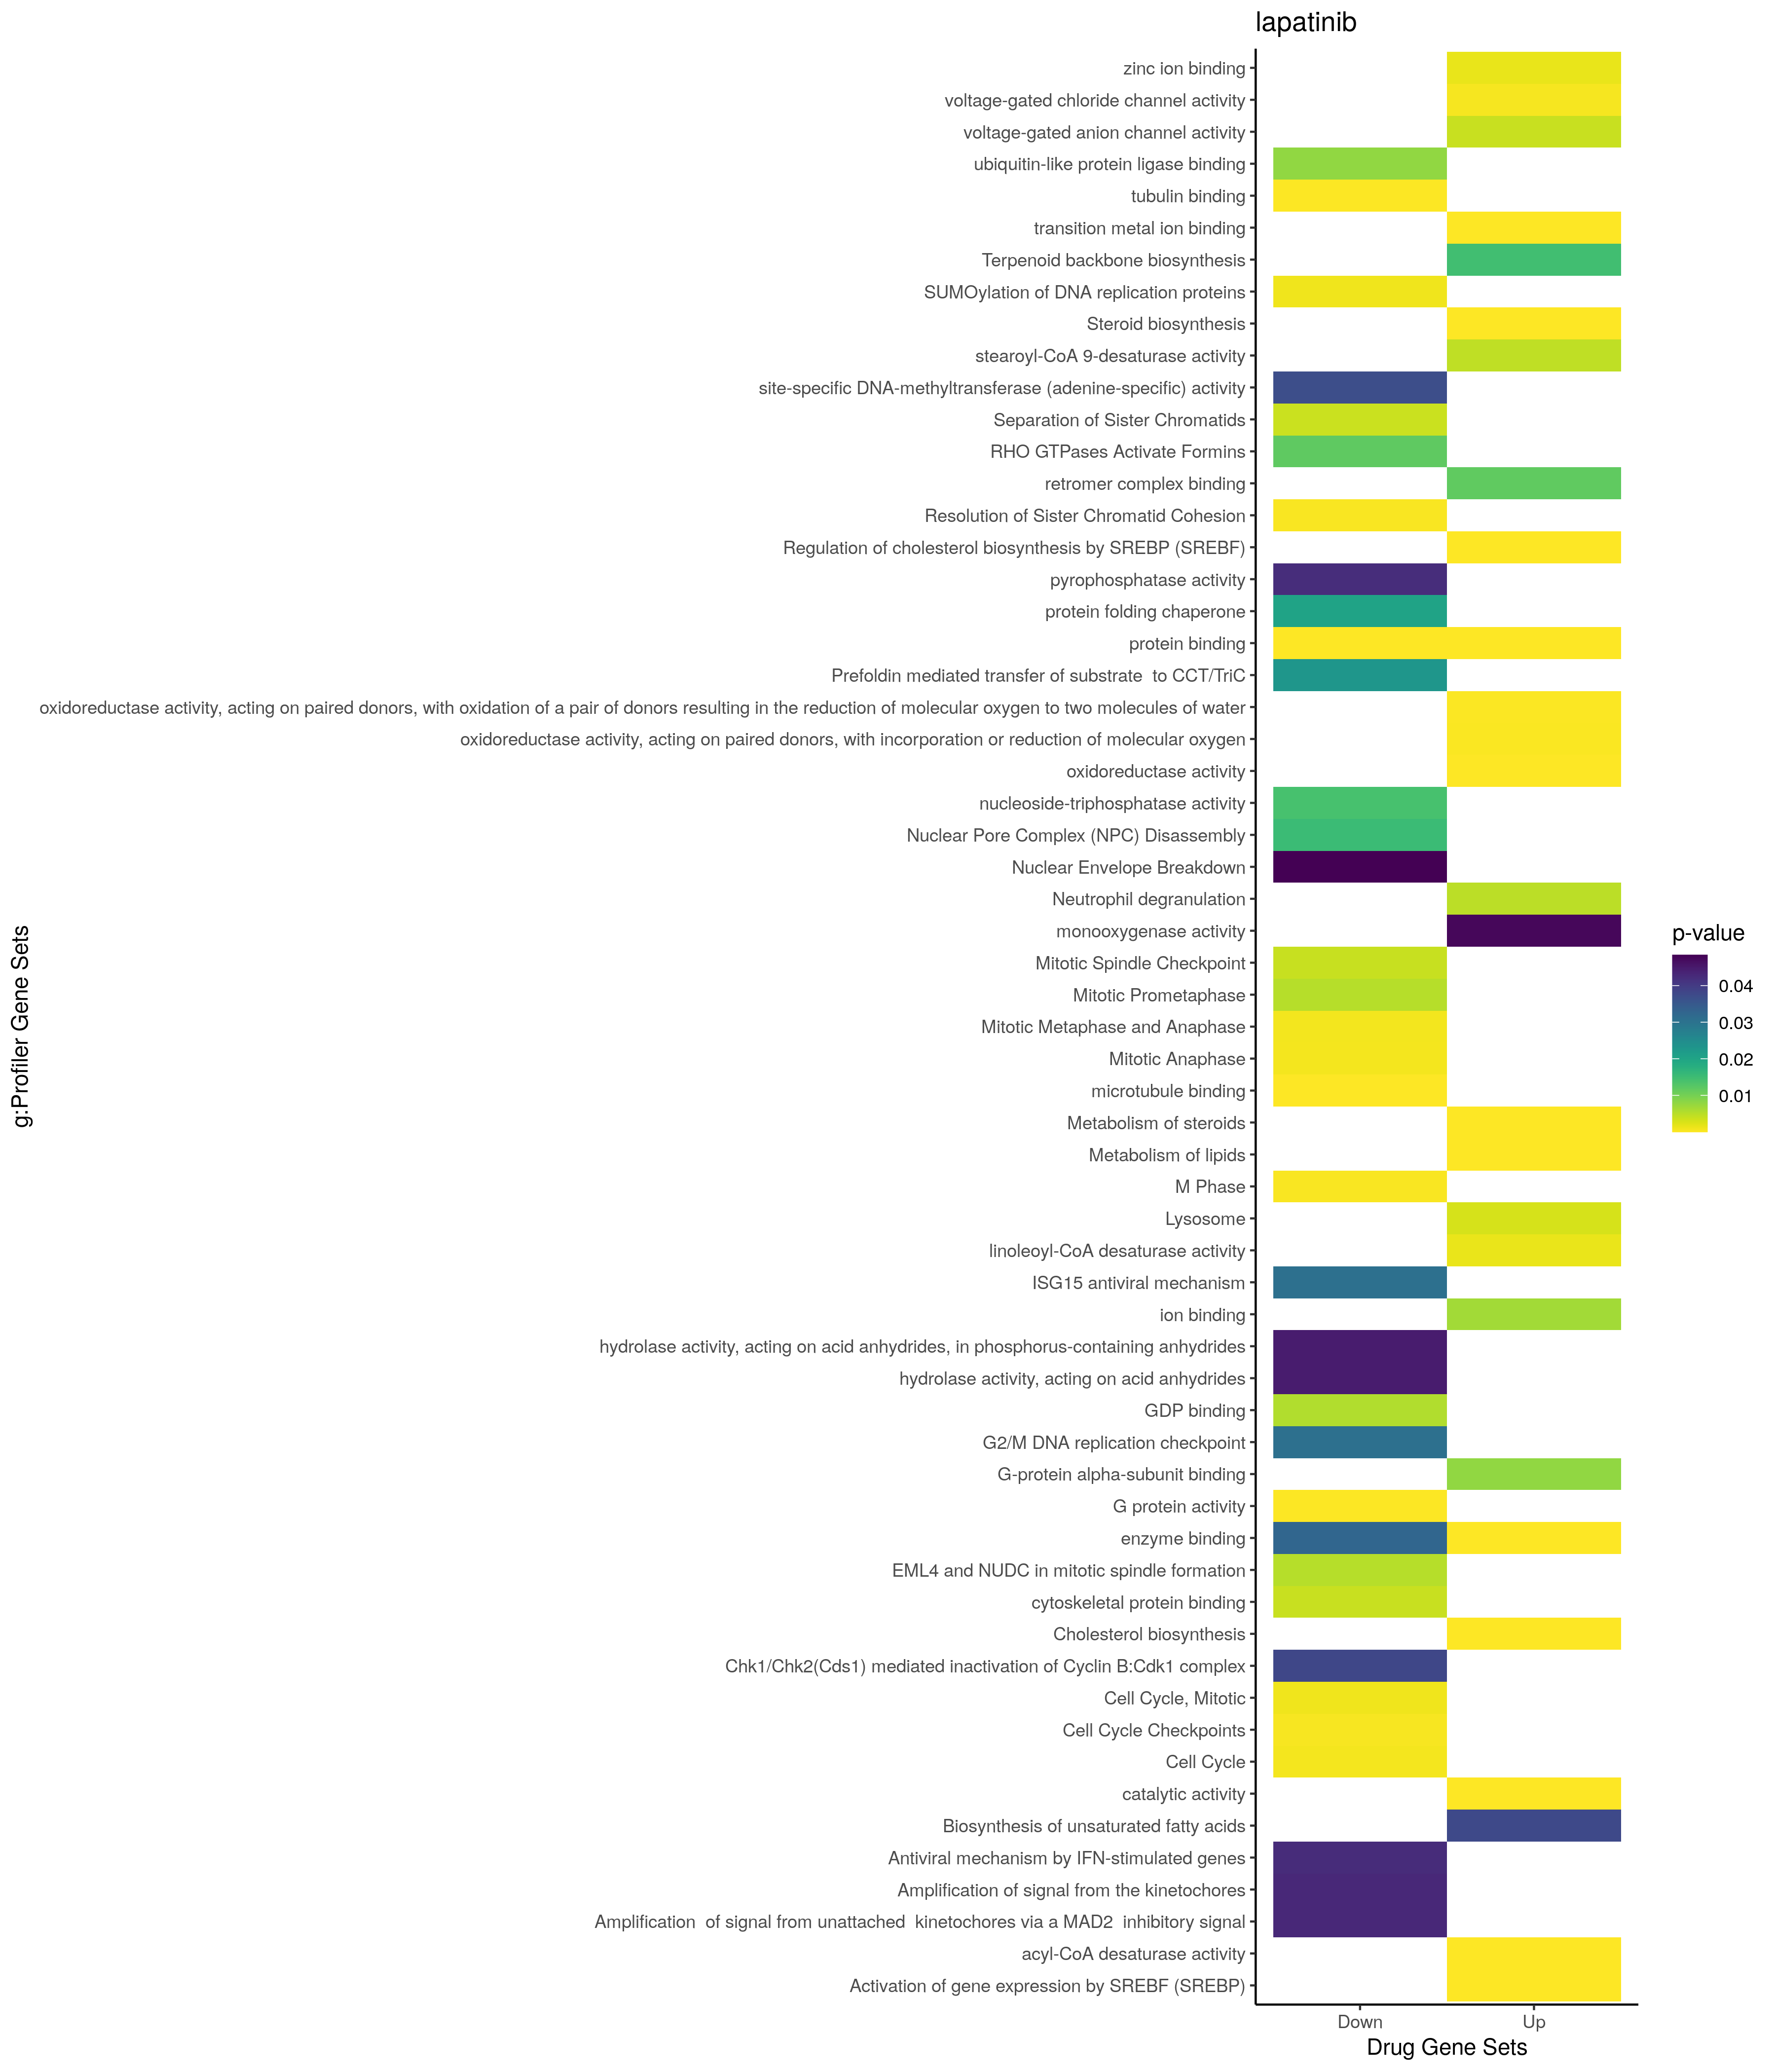 lapatinib
zinc ion binding
voltage-gated chloride channel activity
voltage-gated anion channel activity
ubiquitin-like protein ligase binding
tubulin binding
transition metal ion binding
Terpenoid backbone biosynthesis
SUMOylation of DNA replication proteins
Steroid biosynthesis
stearoyl-CoA 9-desaturase activity
site-specific DNA-methyltransferase (adenine-specific) activity
Separation of Sister Chromatids
RHO GTPases Activate Formins
retromer complex binding
Resolution of Sister Chromatid Cohesion
Regulation of cholesterol biosynthesis by SREBP (SREBF)
pyrophosphatase activity
protein folding chaperone
protein binding
Prefoldin mediated transfer of substrate  to CCT/TriC
oxidoreductase activity, acting on paired donors, with oxidation of a pair of donors resulting in the reduction of molecular oxygen to two molecules of water
oxidoreductase activity, acting on paired donors, with incorporation or reduction of molecular oxygen
oxidoreductase activity
nucleoside-triphosphatase activity
Nuclear Pore Complex (NPC) Disassembly
Nuclear Envelope Breakdown
Neutrophil degranulation
monooxygenase activity
Mitotic Spindle Checkpoint
Mitotic Prometaphase
Mitotic Metaphase and Anaphase
Mitotic Anaphase
microtubule binding
Metabolism of steroids
Metabolism of lipids
M Phase
Lysosome
linoleoyl-CoA desaturase activity
ISG15 antiviral mechanism
ion binding
hydrolase activity, acting on acid anhydrides, in phosphorus-containing anhydrides
hydrolase activity, acting on acid anhydrides
GDP binding
G2/M DNA replication checkpoint
G-protein alpha-subunit binding
G protein activity
enzyme binding
EML4 and NUDC in mitotic spindle formation
cytoskeletal protein binding
Cholesterol biosynthesis
Chk1/Chk2(Cds1) mediated inactivation of Cyclin B:Cdk1 complex
Cell Cycle, Mitotic
Cell Cycle Checkpoints
Cell Cycle
catalytic activity
Biosynthesis of unsaturated fatty acids
Antiviral mechanism by IFN-stimulated genes
Amplification of signal from the kinetochores
Amplification  of signal from unattached  kinetochores via a MAD2  inhibitory signal
acyl-CoA desaturase activity
Activation of gene expression by SREBF (SREBP)
g:Profiler Gene Sets
Down Up
Drug Gene Sets
p-value
0.04
0.03
0.02
0.01